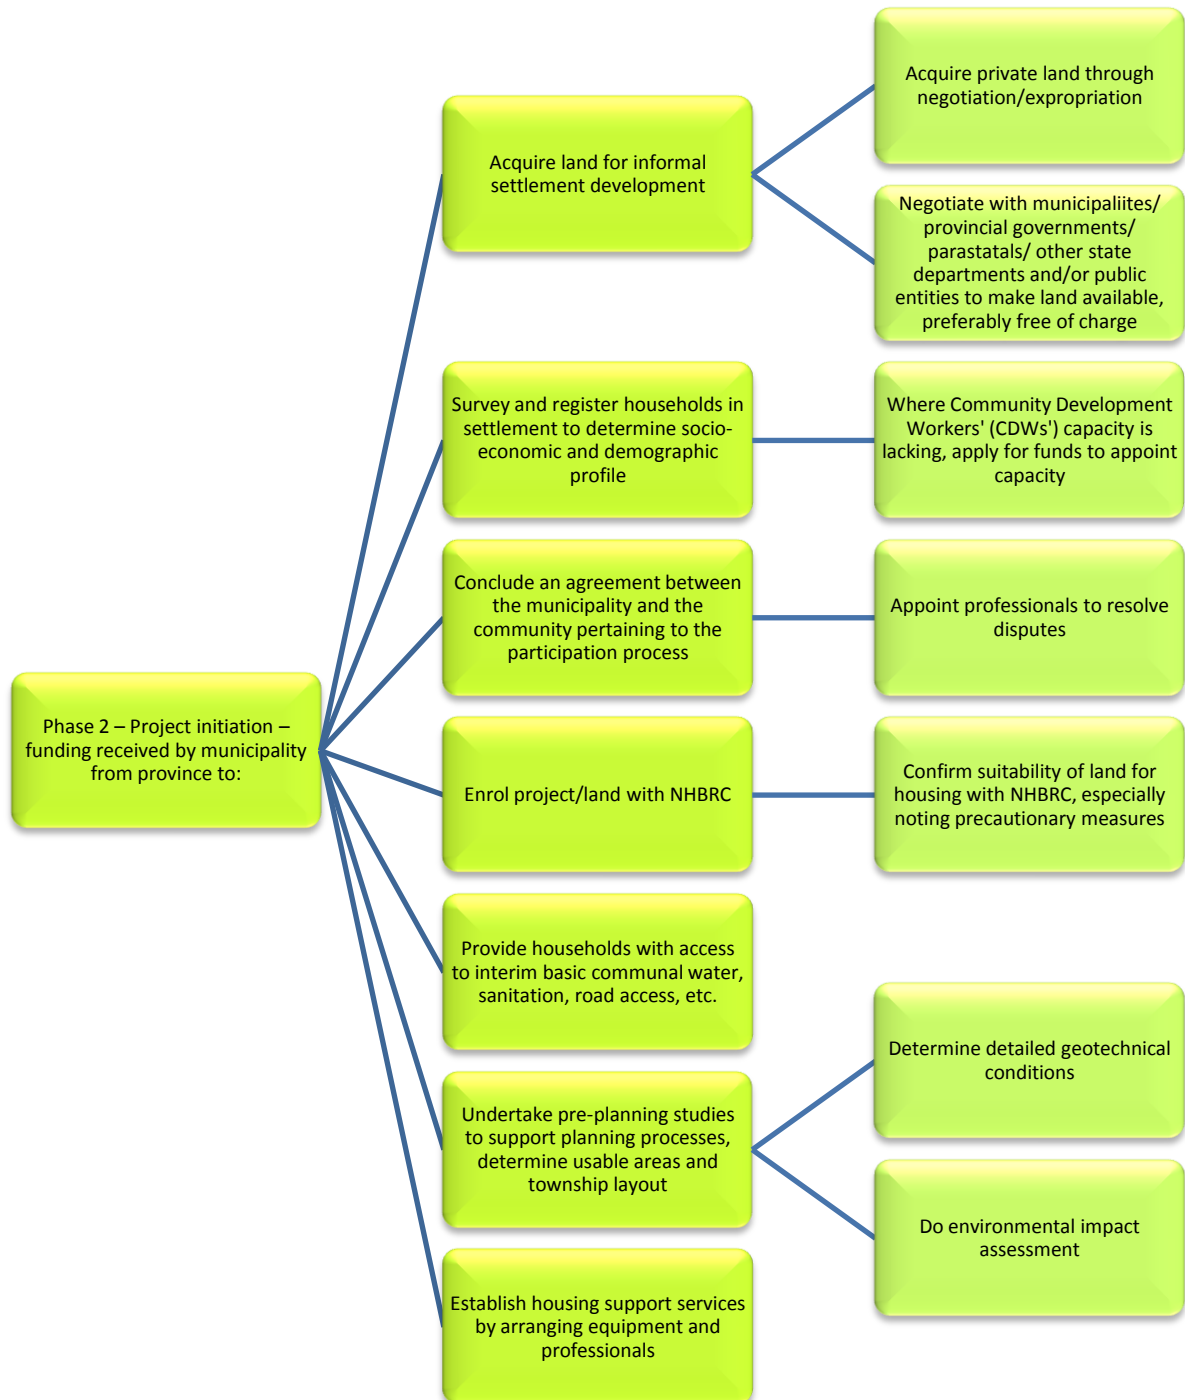 Phase 2 – Project initiation –
funding received by municipality
from province to:
Acquire land for informal
settlement development
Acquire private land through
negotiation/expropriation
Negotiate with municipaliites/
provincial governments/
parastatals/ other state
departments and/or public
entities to make land available,
preferably free of charge
Survey and register households in
settlement to determine socio-
economic and demographic
profile
Where Community Development
Workers' (CDWs') capacity is
lacking, apply for funds to appoint
capacity
Conclude an agreement between
the municipality and the
community pertaining to the
participation process
Appoint professionals to resolve
disputes
Enrol project/land with NHBRC
Confirm suitability of land for
housing with NHBRC, especially
noting precautionary measures
Provide households with access
to interim basic communal water,
sanitation, road access, etc.
Undertake pre-planning studies
to support planning processes,
determine usable areas and
township layout
Determine detailed geotechnical
conditions
Do environmental impact
assessment
Establish housing support services
by arranging equipment and
professionals